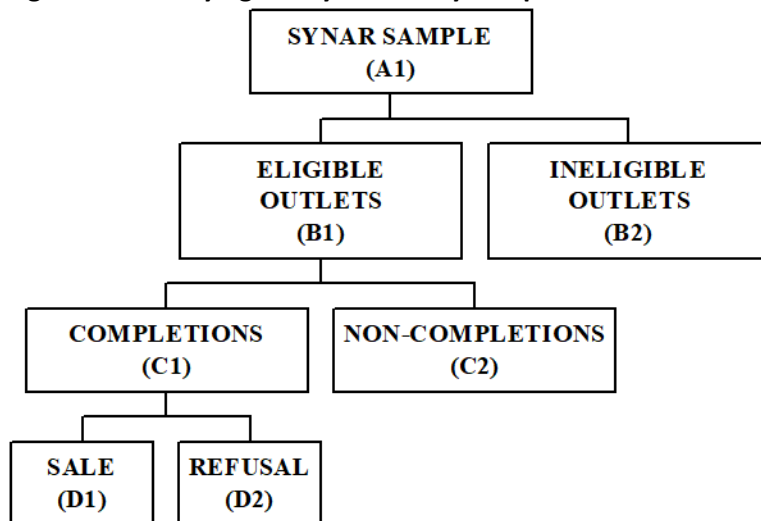 SYNAR SAMPLE
(A1)
ELIGIBLE
OUTLETS
(B1)
INELIGIBLE
OUTLETS
(B2)
COMPLETIONS
(C1)
NON-COMPLETIONS
(C2)
SALE
(D1)
REFUSAL
(D2)